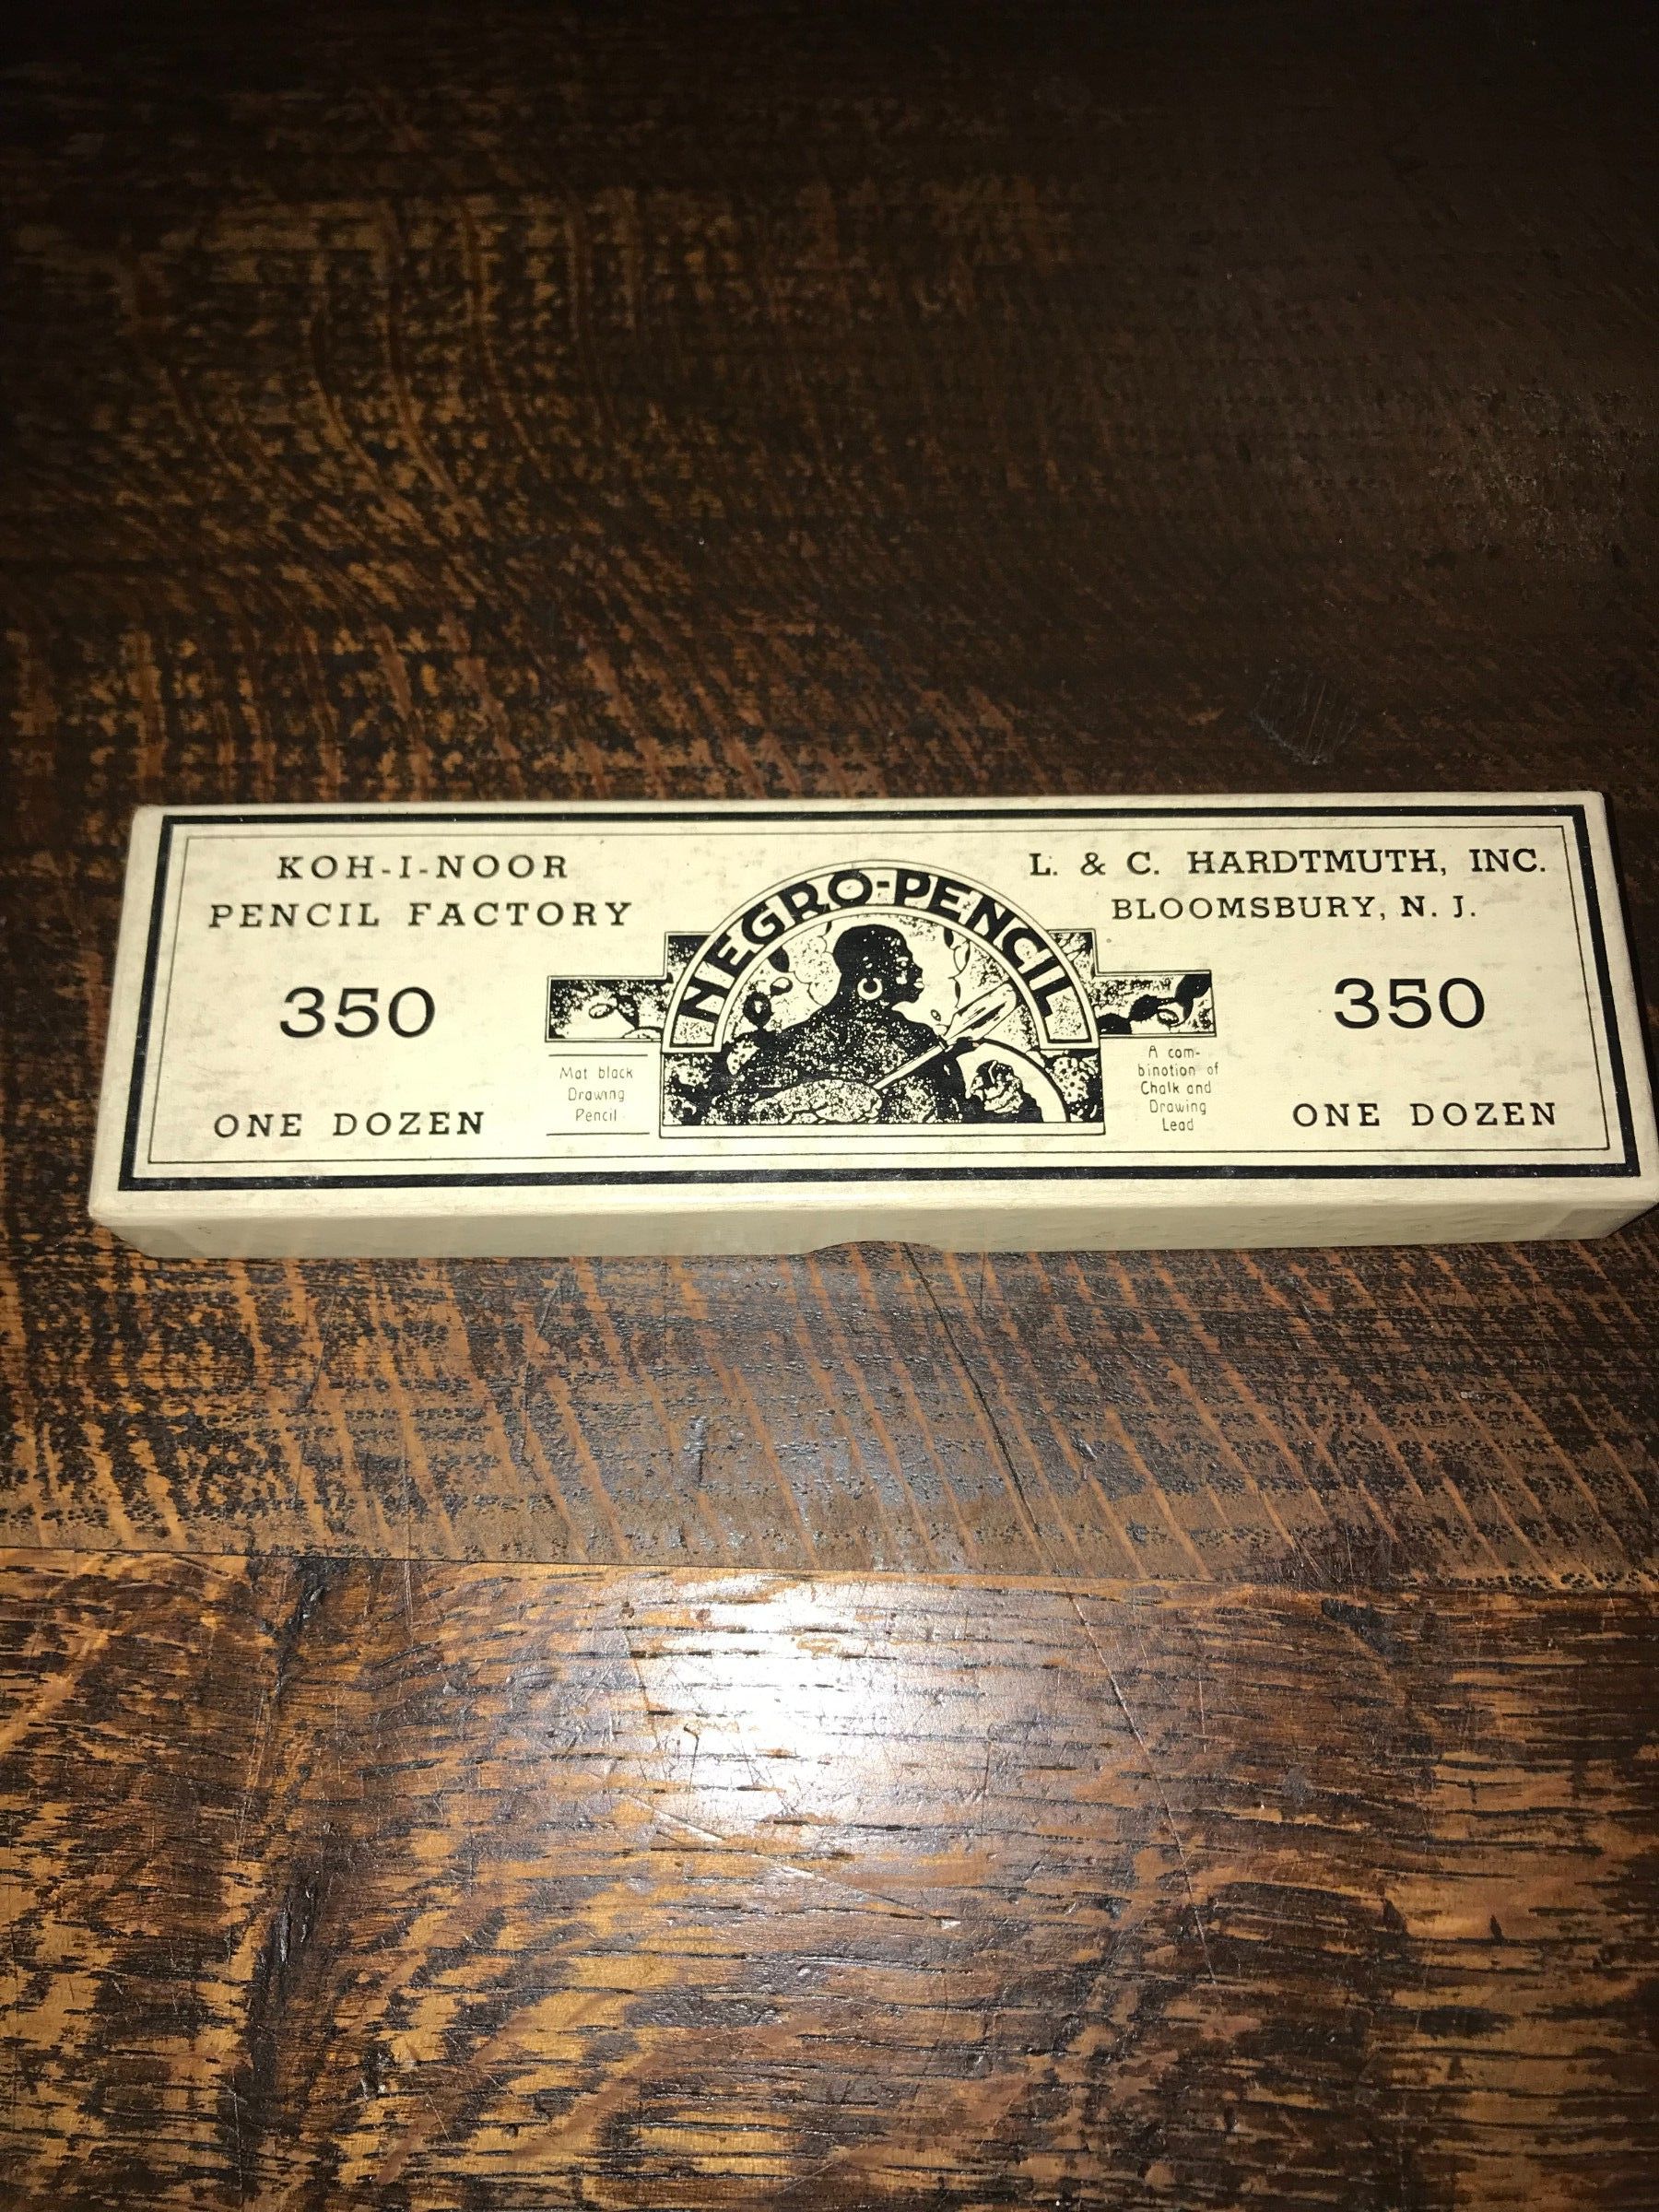 KOH-I-NOOR
PENCIL FACTORY
350
ONE DOZEN
Mat black
Drawing
Pencil
NEGRO-PENCIL
A com-
bination of
Chalk and
Drawing
Lead
L. & C. HARDTMUTH, INC.
BLOOMSBURY, N. J.
350
ONE DOZEN